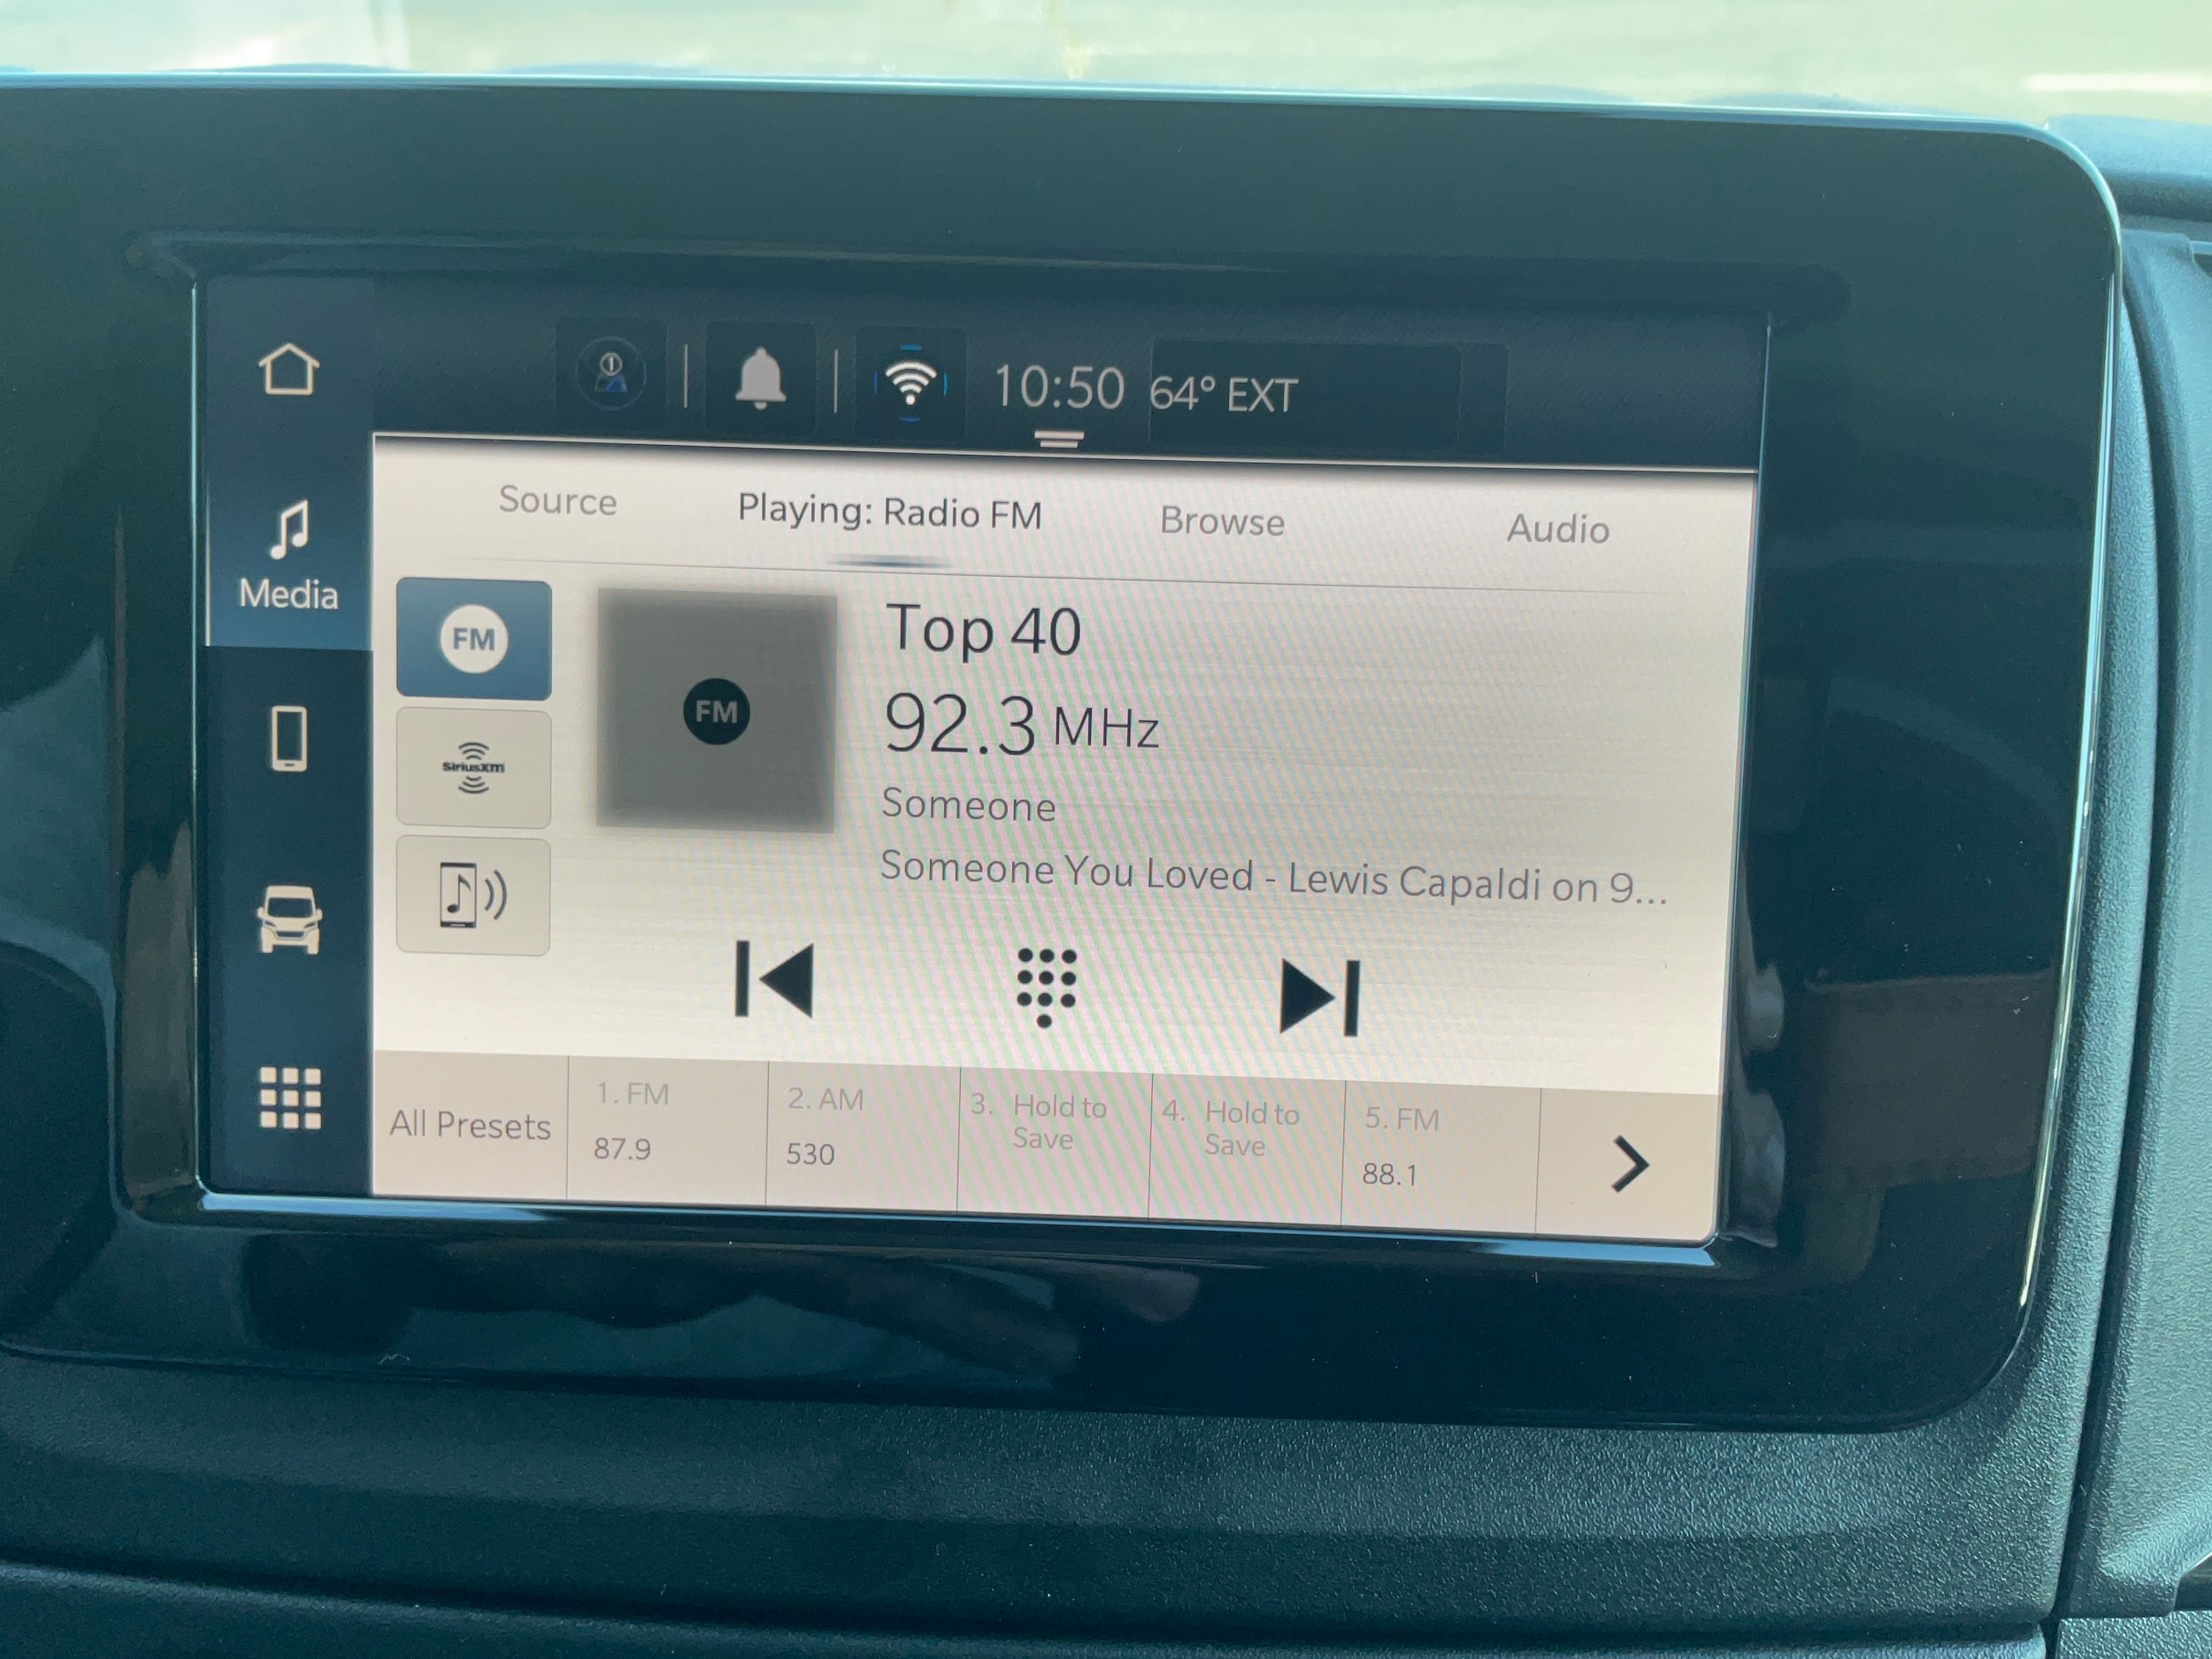 10:50 64° EXT
Source Playing: Radio FM Browse Audio
Media
FM
SiriusXM
FM
Top 40
92.3 MHz
Someone
Someone You Loved - Lewis Capaldi on 9...
All Presets
1. FM
87.9
2. AM
530
3. Hold to
Save
4. Hold to
Save
5. FM
88.1